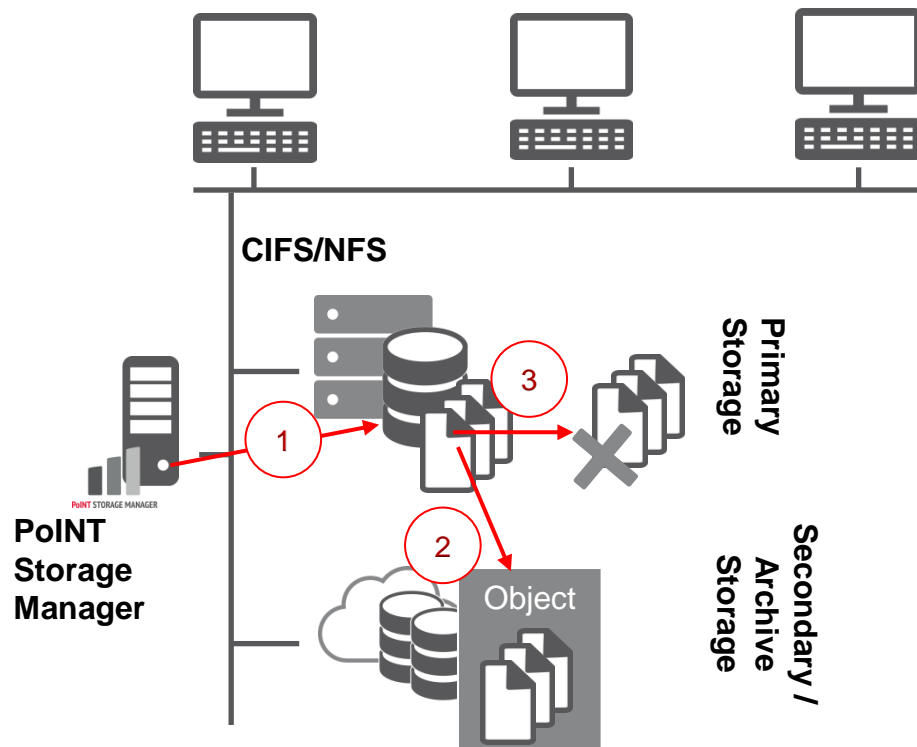 CIFS/NFS
Primary
Storage
3
1
PoINT STORAGE MANAGER
PoINT
Storage
Manager
2
Object
Secondary /
Archive
Storage